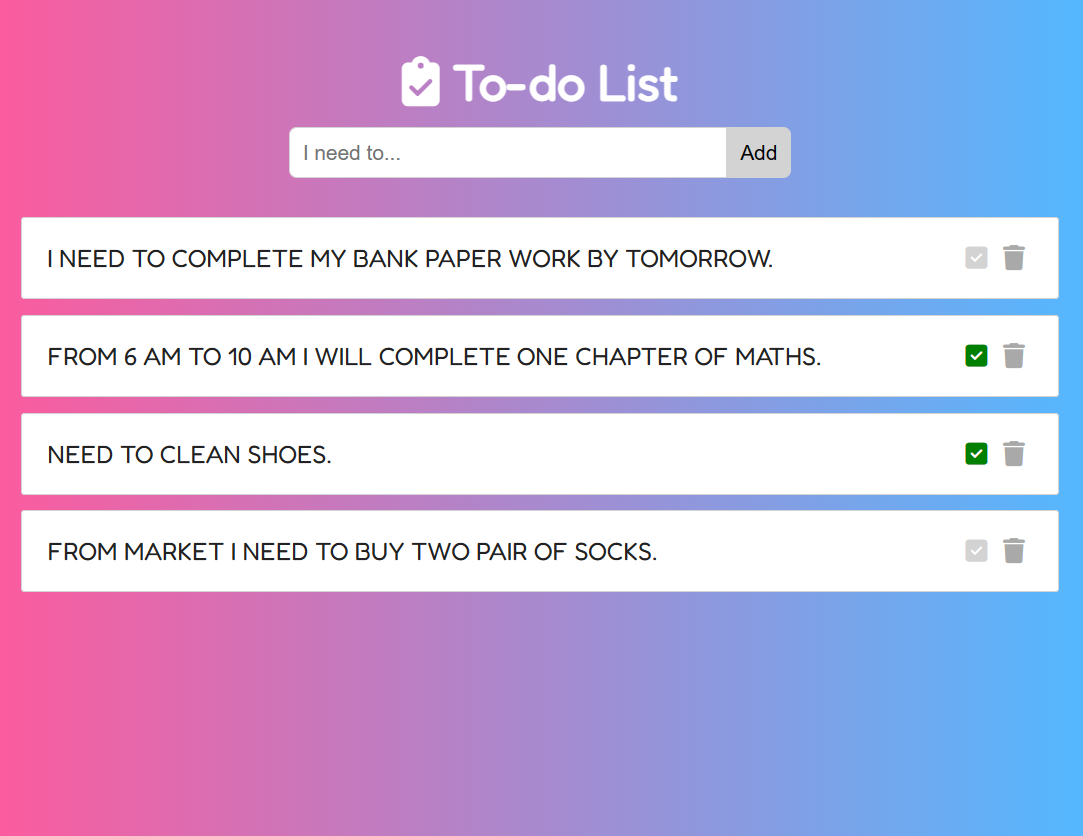 To-do List
I need to...
Add
I NEED TO COMPLETE MY BANK PAPER WORK BY TOMORROW.
FROM 6 AM TO 10 AM I WILL COMPLETE ONE CHAPTER OF MATHS.
NEED TO CLEAN SHOES.
FROM MARKET I NEED TO BUY TWO PAIR OF SOCKS.